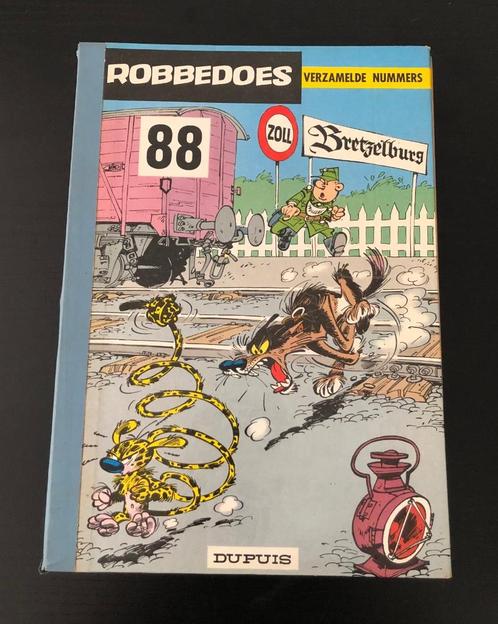 ROBBEDOES VERZAMELDE NUMMERS
88
ZOLL
Bretzelburg
DUPUIS